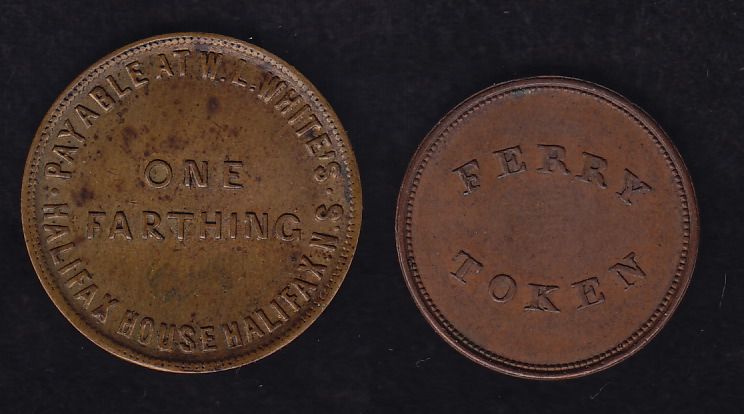 PAYABLE AT W.L. WHITE'S
HALIFAX HOUSE HALIFAX N.S.
ONE
FARTHING
FERRY
TOKEN